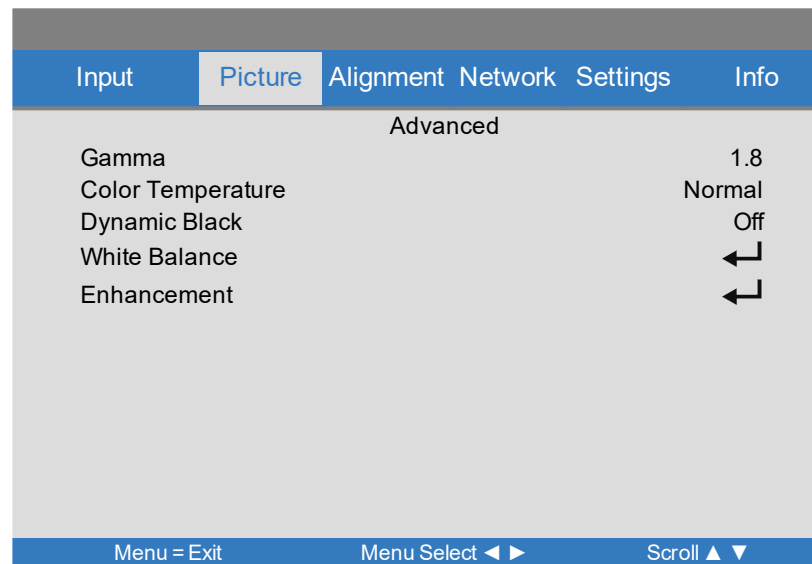 Input Picture Alignment Network Settings Info
Advanced
Gamma 1.8
Color Temperature Normal
Dynamic Black Off
White Balance
Enhancement
Menu = Exit Menu Select ◄ ► Scroll ▲ ▼